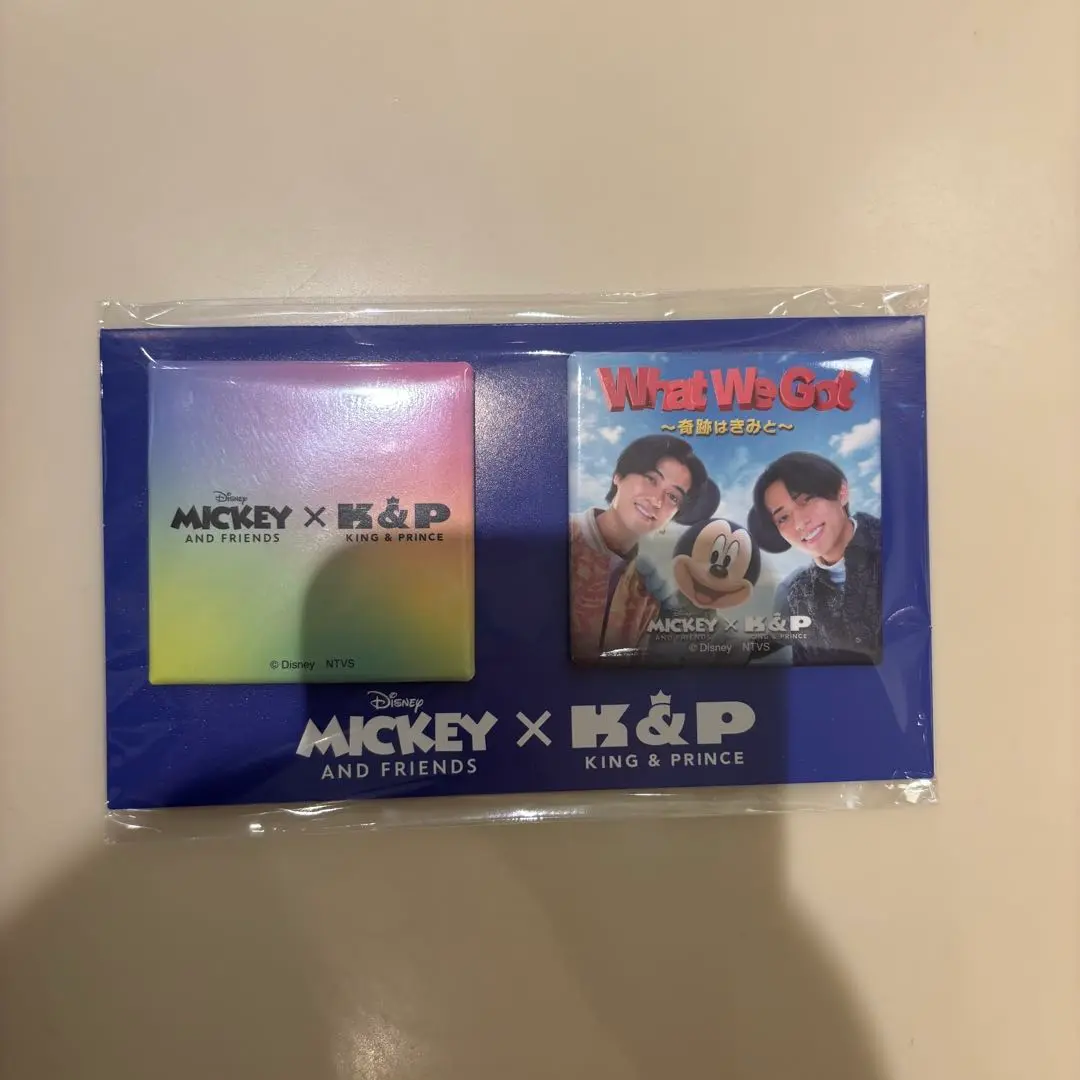 Disney
MICKEY × K&P
AND FRIENDS KING & PRINCE
© Disney NTVS
What We Got
～奇跡はきみと～
Disney
MICKEY × K&P
AND FRIENDS KING & PRINCE
© Disney NTVS
Disney
MICKEY × K&P
AND FRIENDS KING & PRINCE